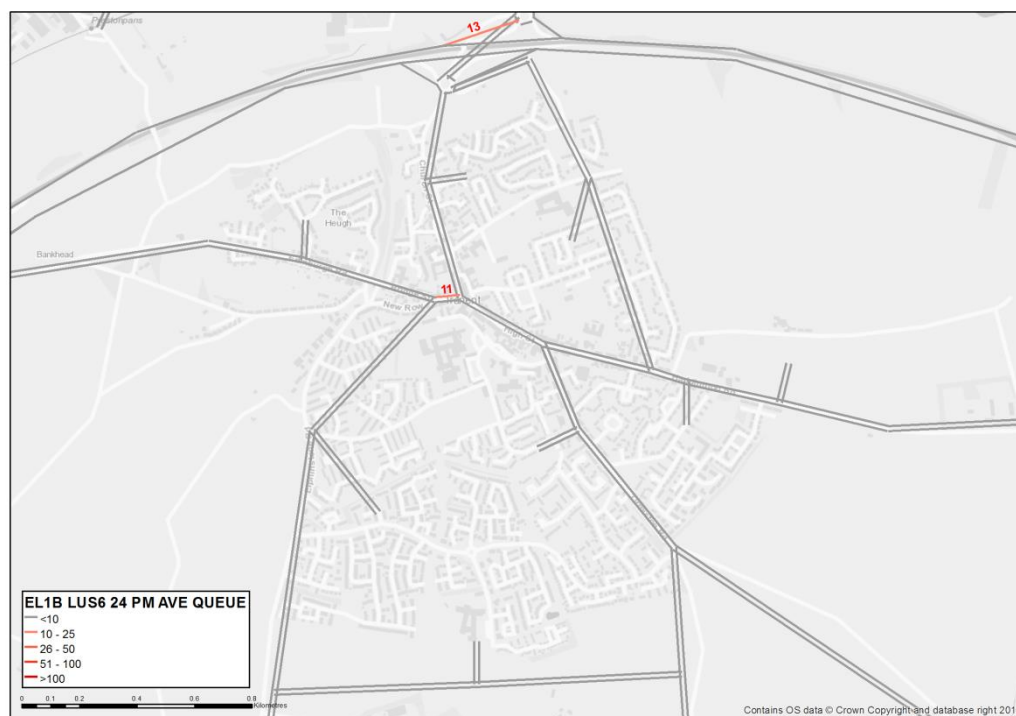 Prestonpans
13
The
Heugh
Bankhead
11
New Row
EL1B LUS6 24 PM AVE QUEUE
<10
10 - 25
26 - 50
51 - 100
>100
0 0.1 0.2 0.4 0.6 0.8
Kilometres
Contains OS data © Crown Copyright and database right 201